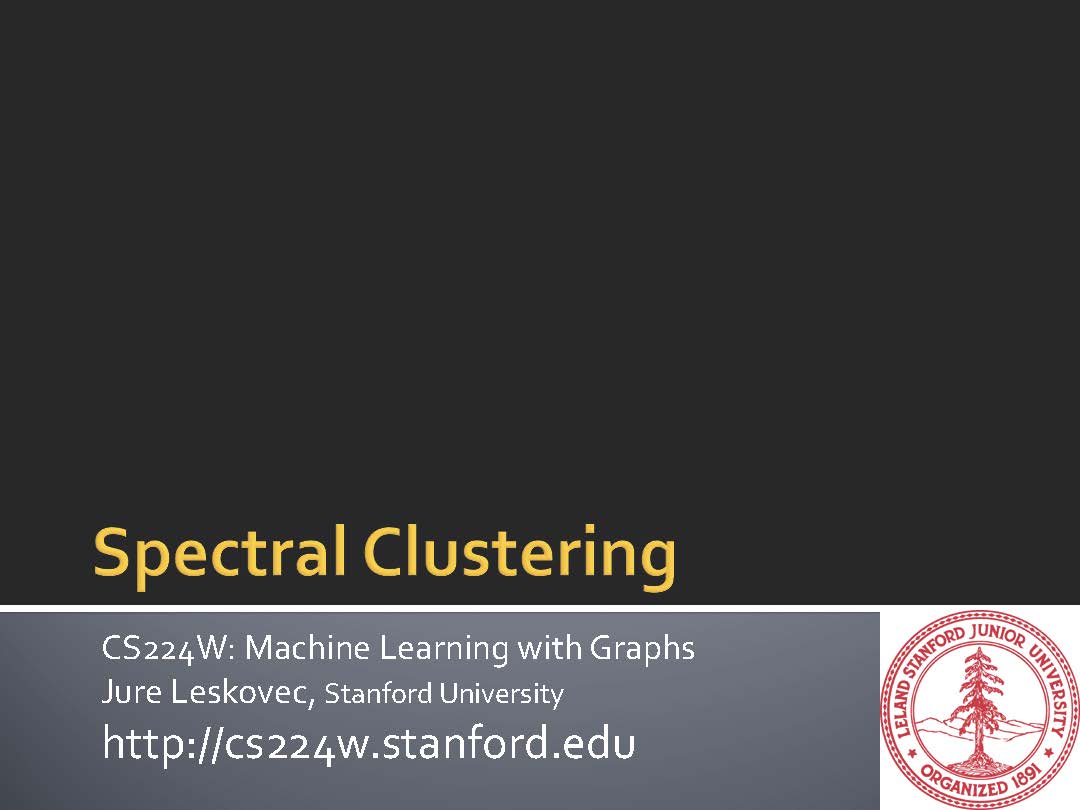 Spectral Clustering
CS224W: Machine Learning with Graphs
Jure Leskovec, Stanford University
http://cs224w.stanford.edu
LELAND STANFORD JUNIOR UNIVERSITY
ORGANIZED 1891